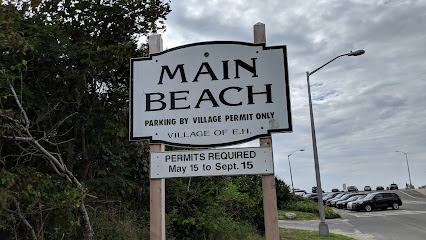 MAIN
BEACH
PARKING BY VILLAGE PERMIT ONLY
VILLAGE OF E.H.
PERMITS REQUIRED
May 15 to Sept. 15